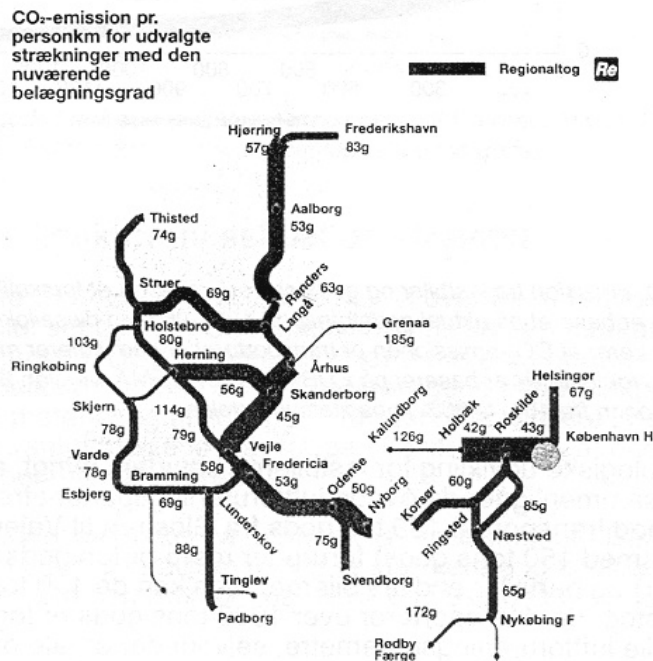 CO₂-emission pr.
personkm for udvalgte
strækninger med den
nuværende
belægningsgrad
Regionaltog Re
Hjørring
57g
Frederikshavn
83g
Aalborg
53g
Thisted
74g
Randers
63g
Struer
69g
Langå
Holstebro
80g
Grenaa
185g
103g
Ringkøbing
Herning
Århus
56g
Skanderborg
45g
Helsingør
67g
Skjern
78g
114g
79g
Kalundborg
126g
Holbæk
42g
Roskilde
43g
København H
Varde
78g
Vejle
58g
Fredericia
53g
Odense
50g
Nyborg
Esbjerg
Bramming
69g
Lunderskov
Korsør
60g
Ringsted
85g
Næstved
88g
75g
Svendborg
Tinglev
Padborg
65g
172g
Nykøbing F
Rødby
Færge